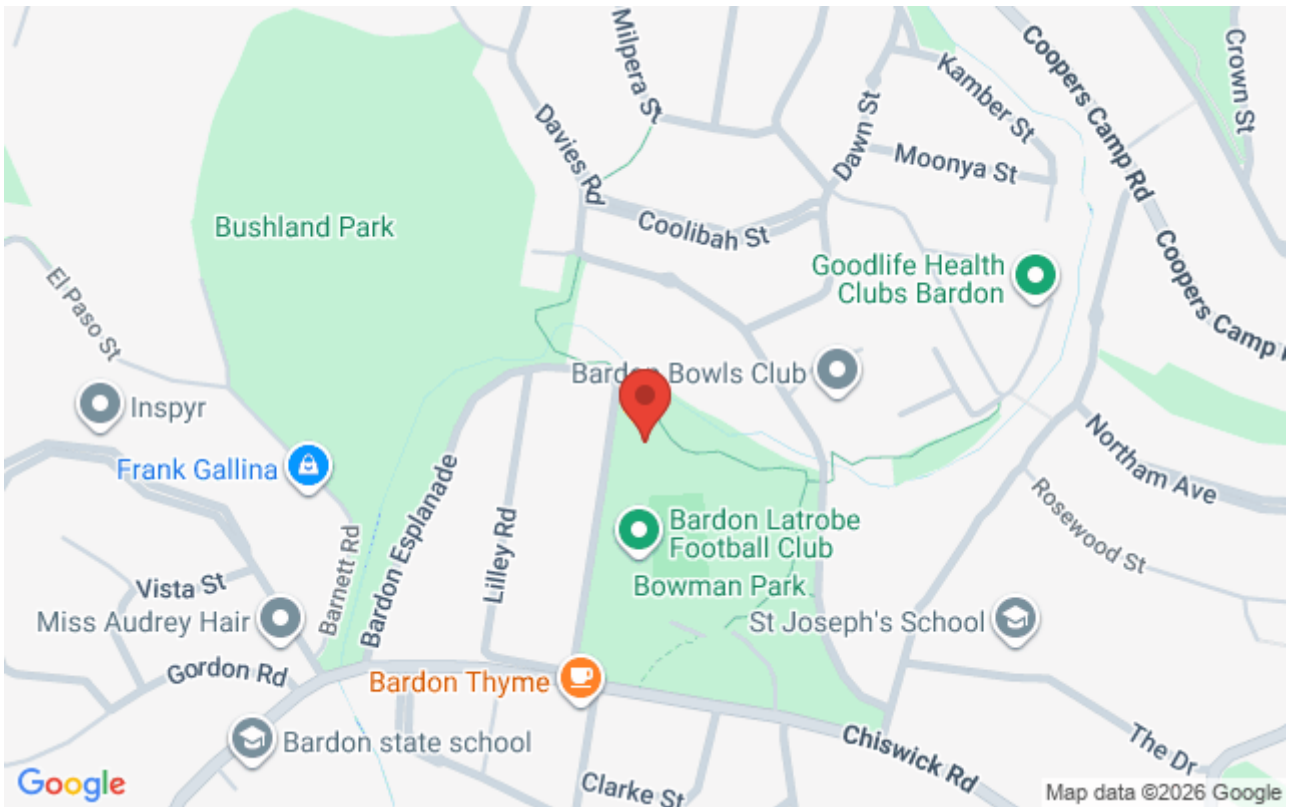 Milpera St
Crown St
Coopers Camp Rd
Kamber St
Davies Rd
Dawn St
Moonya St
Bushland Park
Coolibah St
Goodlife Health
Clubs Bardon
Coopers Camp
El Paso St
Bardon Bowls Club
Inspyr
Frank Gallina
Northam Ave
Bardon Esplanade
Lilley Rd
Rosewood St
Bardon Latrobe
Football Club
Bowman Park
Vista St
Barnett Rd
Miss Audrey Hair
St Joseph's School
Gordon Rd
Bardon Thyme
Bardon state school
Chiswick Rd
The Dr
Clarke St
Google
Map data ©2026 Google